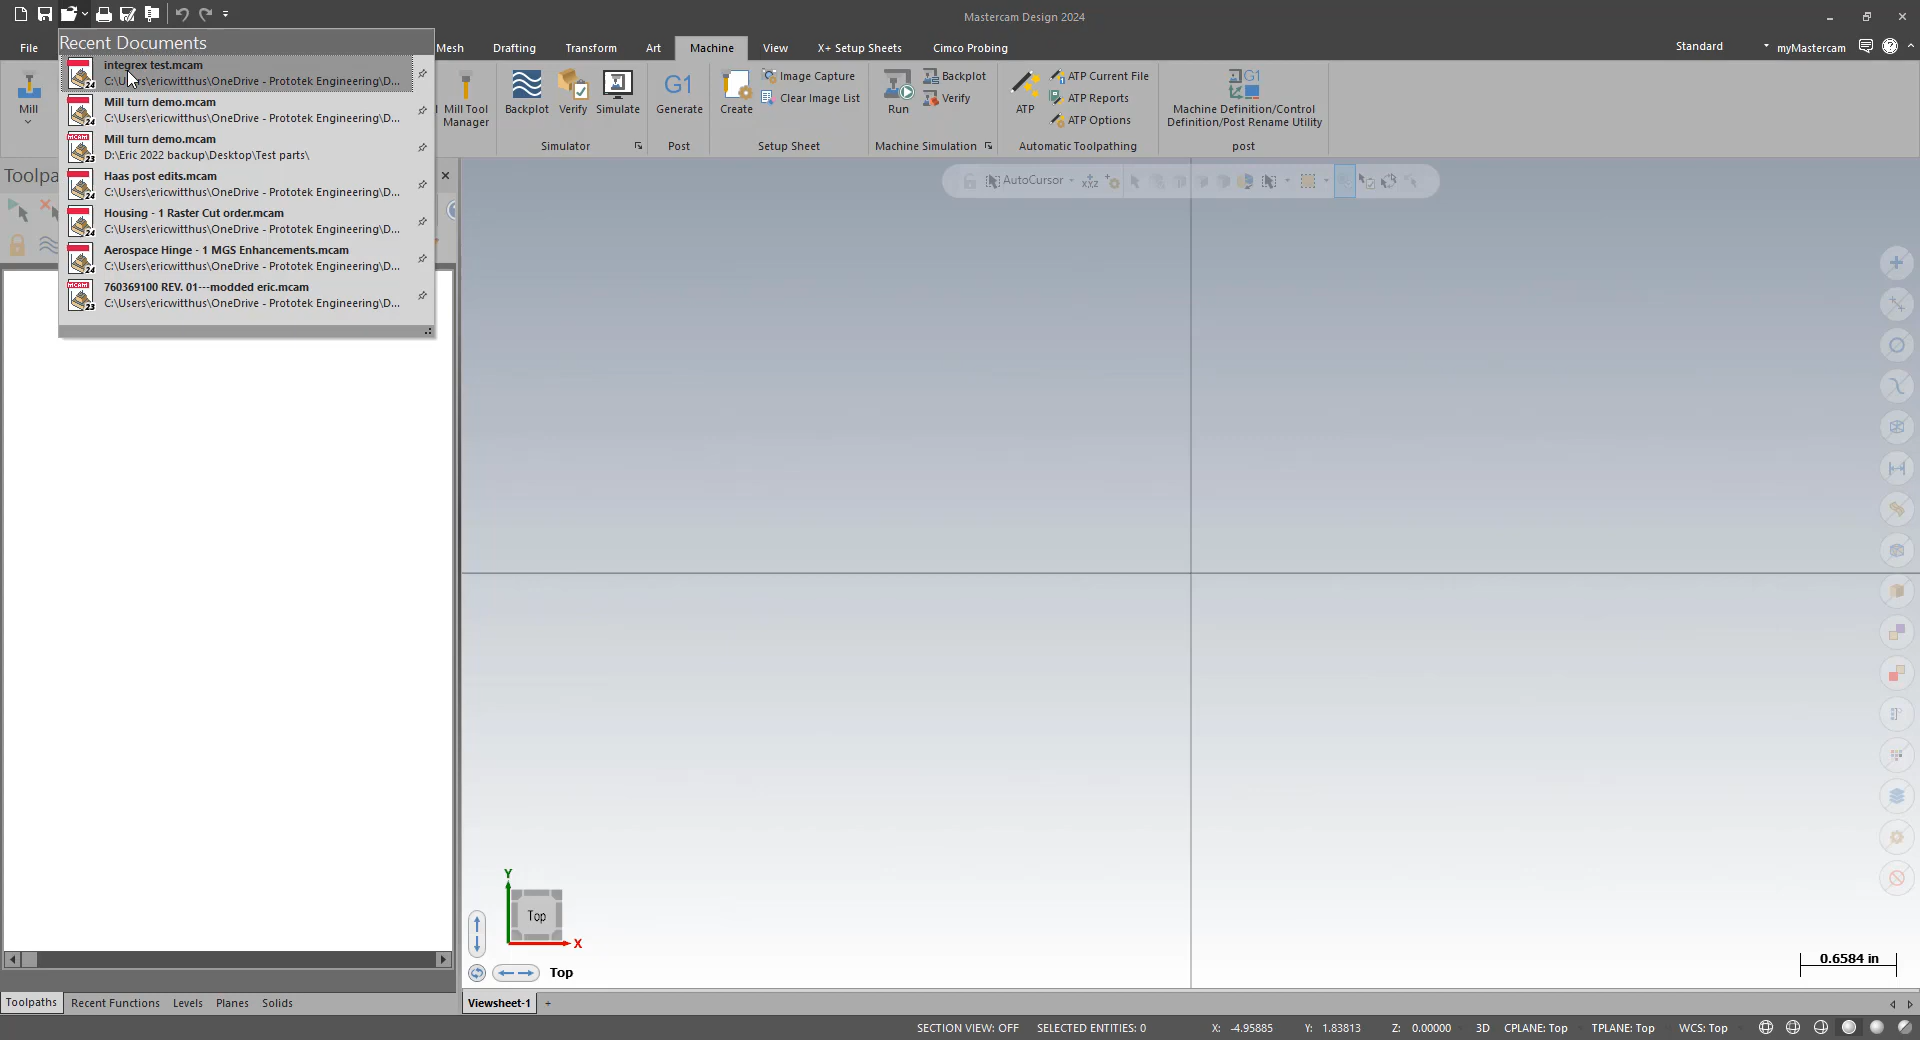 Mastercam Design 2024
File
Mesh
Drafting
Transform
Art
Machine
View
X+ Setup Sheets
Cimco Probing
Standard
myMastercam
Recent Documents
integrex test.mcam
C:\Users\ericwitthus\OneDrive - Prototek Engineering\D...
Mill turn demo.mcam
C:\Users\ericwitthus\OneDrive - Prototek Engineering\D...
Mill turn demo.mcam
D:\Eric 2022 backup\Desktop\Test parts\
Haas post edits.mcam
C:\Users\ericwitthus\OneDrive - Prototek Engineering\D...
Housing - 1 Raster Cut order.mcam
C:\Users\ericwitthus\OneDrive - Prototek Engineering\D...
Aerospace Hinge - 1 MGS Enhancements.mcam
C:\Users\ericwitthus\OneDrive - Prototek Engineering\D...
760369100 REV. 01---modded eric.mcam
C:\Users\ericwitthus\OneDrive - Prototek Engineering\D...
Mill
Mill Tool
Manager
Backplot
Verify
Simulate
Simulator
G1
Generate
Post
Create
Image Capture
Clear Image List
Setup Sheet
Run
Backplot
Verify
Machine Simulation
ATP
ATP Current File
ATP Reports
ATP Options
Automatic Toolpathing
G1
Machine Definition/Control
Definition/Post Rename Utility
post
Toolpa
AutoCursor
Y
Top
X
Top
0.6584 in
Toolpaths
Recent Functions
Levels
Planes
Solids
Viewsheet-1
+
SECTION VIEW: OFF
SELECTED ENTITIES: 0
X: -4.95885
Y: 1.83813
Z: 0.00000
3D
CPLANE: Top
TPLANE: Top
WCS: Top